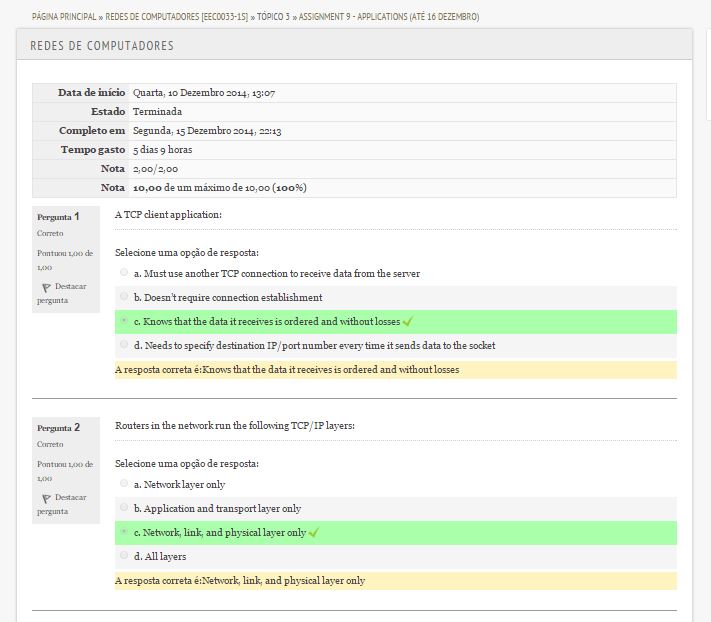 PÁGINA PRINCIPAL » REDES DE COMPUTADORES [EEC0033-1S] » TÓPICO 3 » ASSIGNMENT 9 - APPLICATIONS (ATÉ 16 DEZEMBRO)
REDES DE COMPUTADORES
Data de início Quarta, 10 Dezembro 2014, 13:07
Estado Terminada
Completo em Segunda, 15 Dezembro 2014, 22:13
Tempo gasto 5 dias 9 horas
Nota 2,00/2,00
Nota 10,00 de um máximo de 10,00 (100%)
Pergunta 1
Correto
Pontuou 1,00 de
1,00
Destacar
pergunta
A TCP client application:
Selecione uma opção de resposta:
a. Must use another TCP connection to receive data from the server
b. Doesn't require connection establishment
c. Knows that the data it receives is ordered and without losses
d. Needs to specify destination IP/port number every time it sends data to the socket
A resposta correta é:Knows that the data it receives is ordered and without losses
Pergunta 2
Correto
Pontuou 1,00 de
1,00
Destacar
pergunta
Routers in the network run the following TCP/IP layers:
Selecione uma opção de resposta:
a. Network layer only
b. Application and transport layer only
c. Network, link, and physical layer only
d. All layers
A resposta correta é:Network, link, and physical layer only